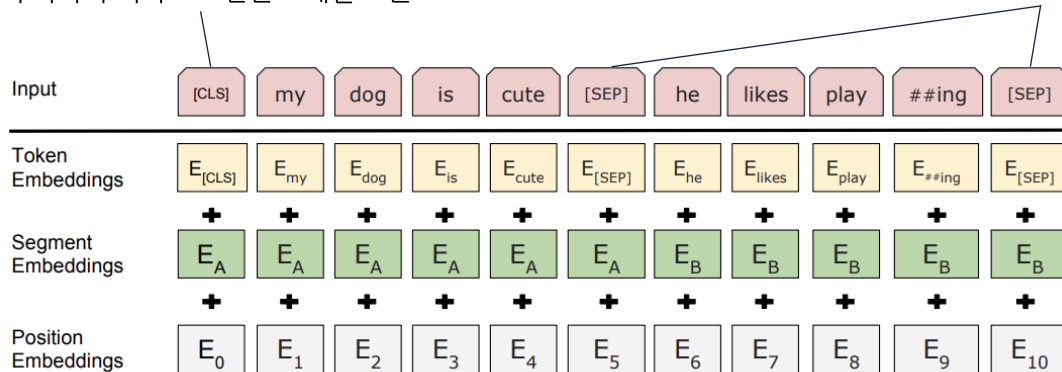 Input [CLS] my dog is cute [SEP] he likes play ##ing [SEP]
Token Embeddings E[CLS] Emy Edog Eis Ecute E[SEP] Ehe Elikes Eplay E##ing E[SEP]
+ + + + + + + + + + +
Segment Embeddings EA EA EA EA EA EA EB EB EB EB EB
+ + + + + + + + + + +
Position Embeddings E0 E1 E2 E3 E4 E5 E6 E7 E8 E9 E10